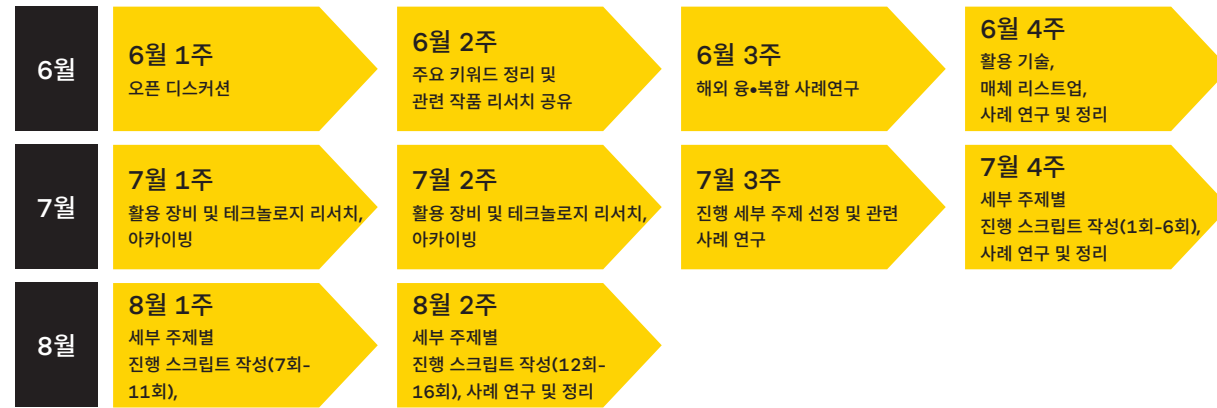 6월
6월 1주
오픈 디스커션
6월 2주
주요 키워드 정리 및
관련 작품 리서치 공유
6월 3주
해외 융•복합 사례연구
6월 4주
활용 기술,
매체 리스트업,
사례 연구 및 정리
7월
7월 1주
활용 장비 및 테크놀로지 리서치,
아카이빙
7월 2주
활용 장비 및 테크놀로지 리서치,
아카이빙
7월 3주
진행 세부 주제 선정 및 관련
사례 연구
7월 4주
세부 주제별
진행 스크립트 작성(1회-6회),
사례 연구 및 정리
8월
8월 1주
세부 주제별
진행 스크립트 작성(7회-
11회),
8월 2주
세부 주제별
진행 스크립트 작성(12회-
16회), 사례 연구 및 정리